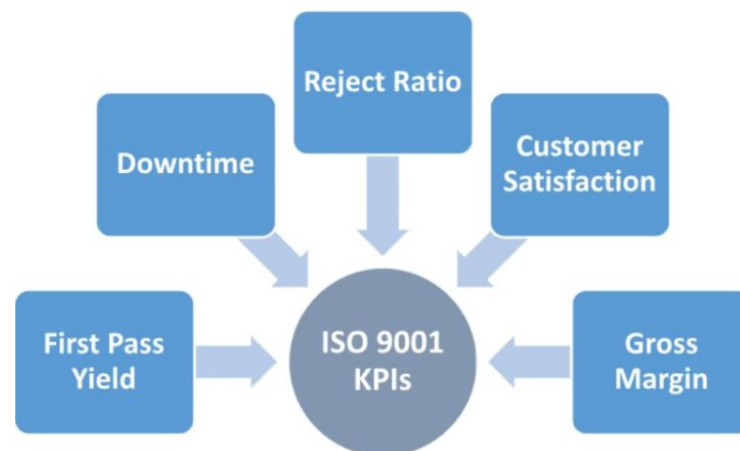 Reject Ratio
Downtime
Customer
Satisfaction
First Pass
Yield
ISO 9001
KPIs
Gross
Margin